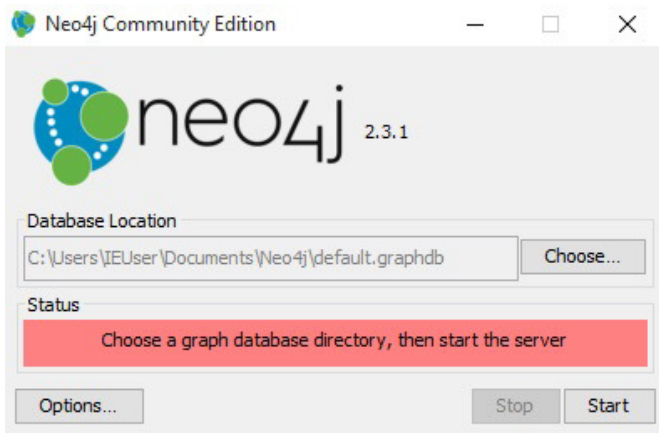 Neo4j Community Edition
neo4j 2.3.1
Database Location
C:\Users\IEUser\Documents\Neo4j\default.graphdb Choose...
Status
Choose a graph database directory, then start the server
Options... Stop Start